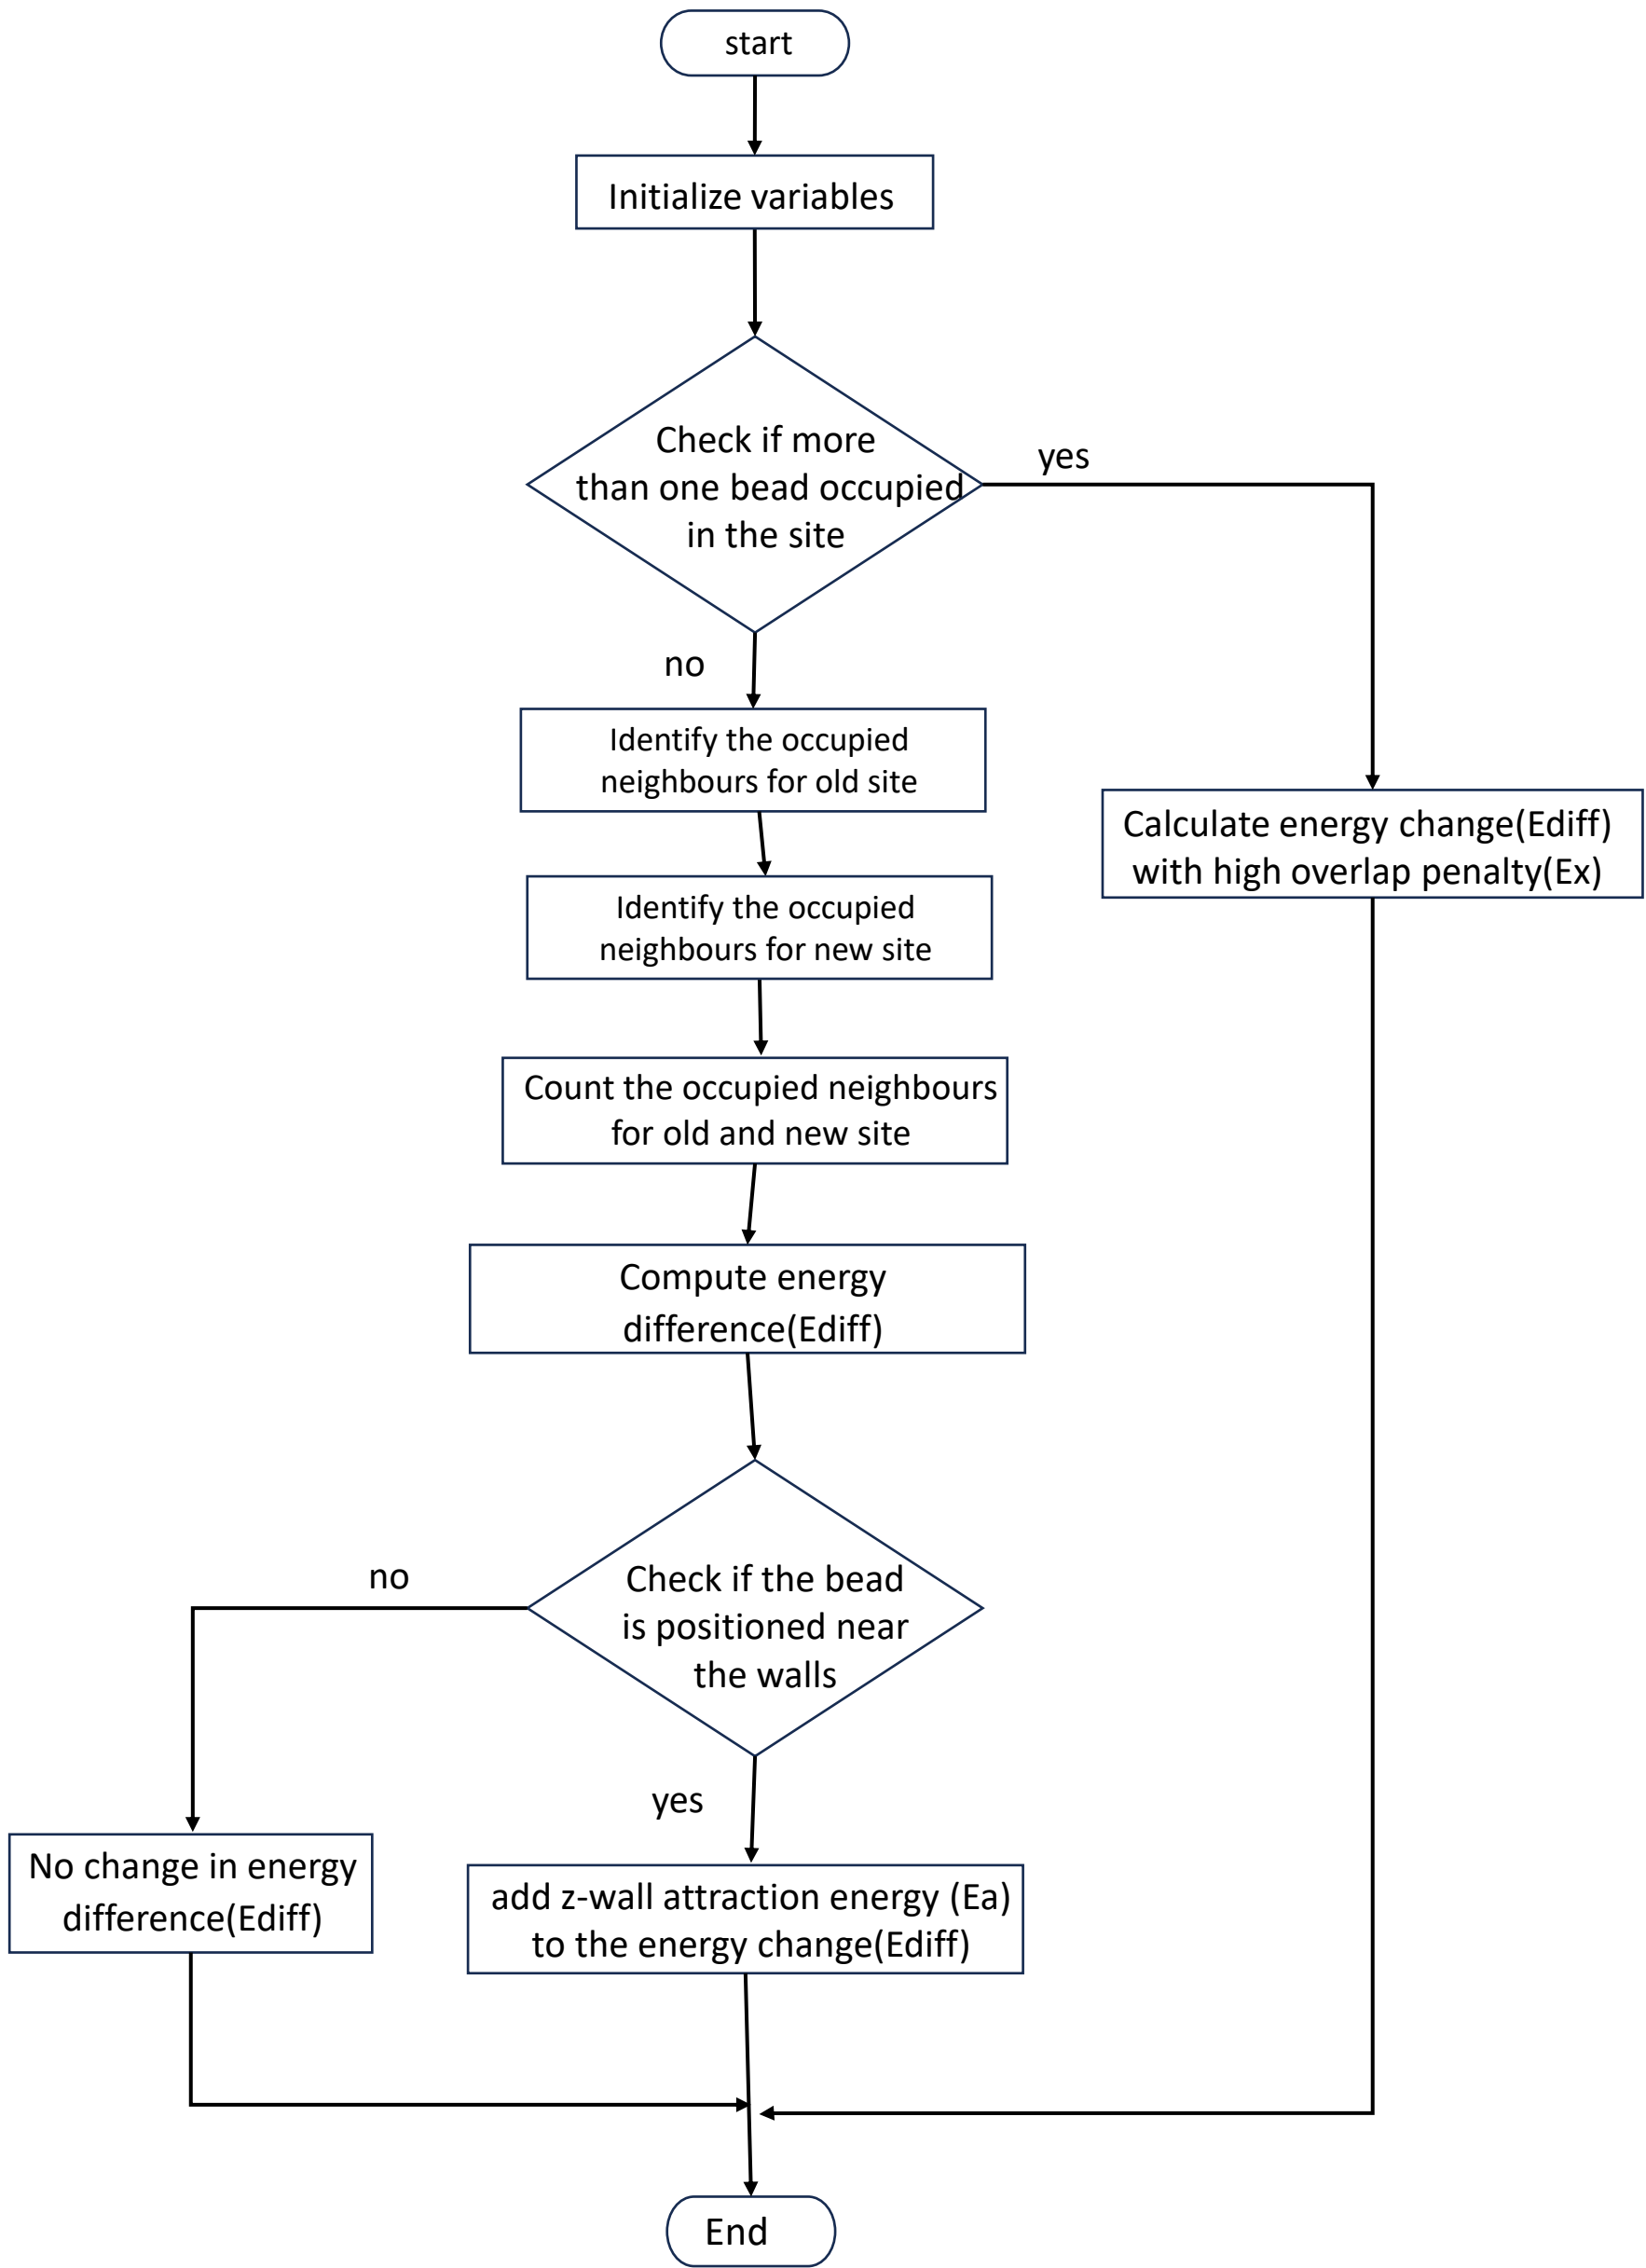 start
Initialize variables
Check if more
than one bead occupied
in the site
yes
no
Identify the occupied
neighbours for old site
Calculate energy change(Ediff)
with high overlap penalty(Ex)
Identify the occupied
neighbours for new site
Count the occupied neighbours
for old and new site
Compute energy
difference(Ediff)
no
Check if the bead
is positioned near
the walls
yes
No change in energy
difference(Ediff)
add z-wall attraction energy (Ea)
to the energy change(Ediff)
End